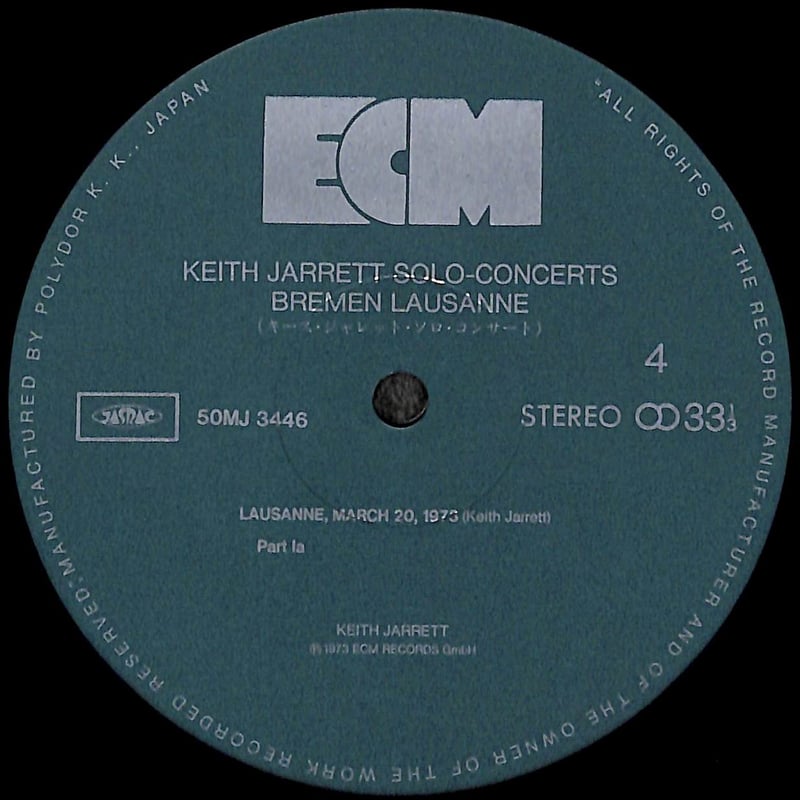 ECM
KEITH JARRETT SOLO-CONCERTS
BREMEN LAUSANNE
(キース・ジャレット・ソロ・コンサート)
4
JASRAC
50MJ 3446
STEREO 33 1/3
LAUSANNE, MARCH 20, 1973 (Keith Jarrett)
Part Ia
KEITH JARRETT
Ⓟ 1973 ECM RECORDS GmbH
"ALL RIGHTS OF THE RECORD MANUFACTURER AND OF THE OWNER OF THE WORK RECORDED RESERVED: MANUFACTURED BY POLYDOR K. K., JAPAN